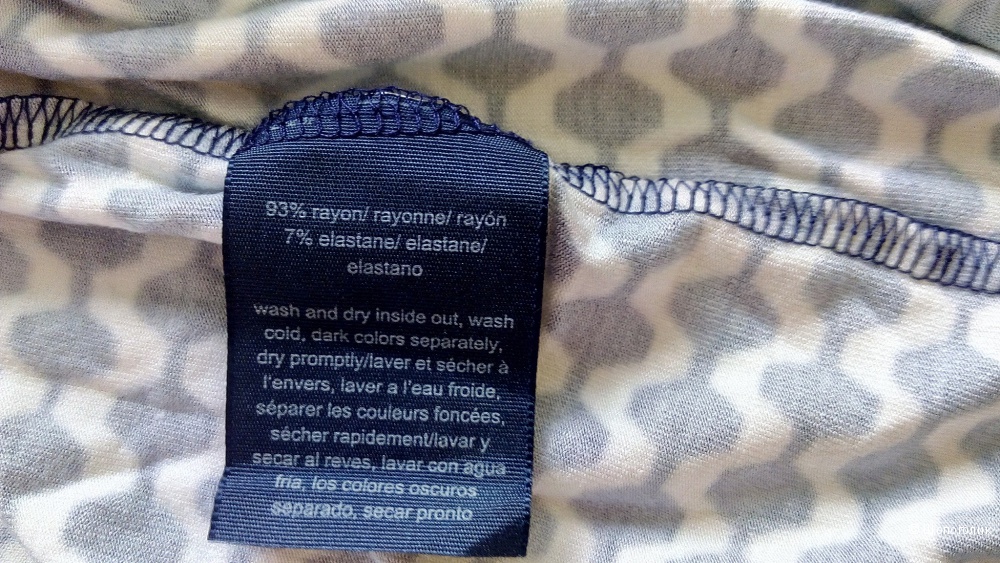 93% rayon/ rayonne/ rayón
7% elastane/ elastane/
elastano
wash and dry inside out, wash
cold, dark colors separately,
dry promptly/laver et sécher à
l'envers, laver a l'eau froide,
séparer les couleurs foncées,
sécher rapidement/lavar y
secar al reves, lavar con agua
fria, los colores oscuros
separado, secar pronto